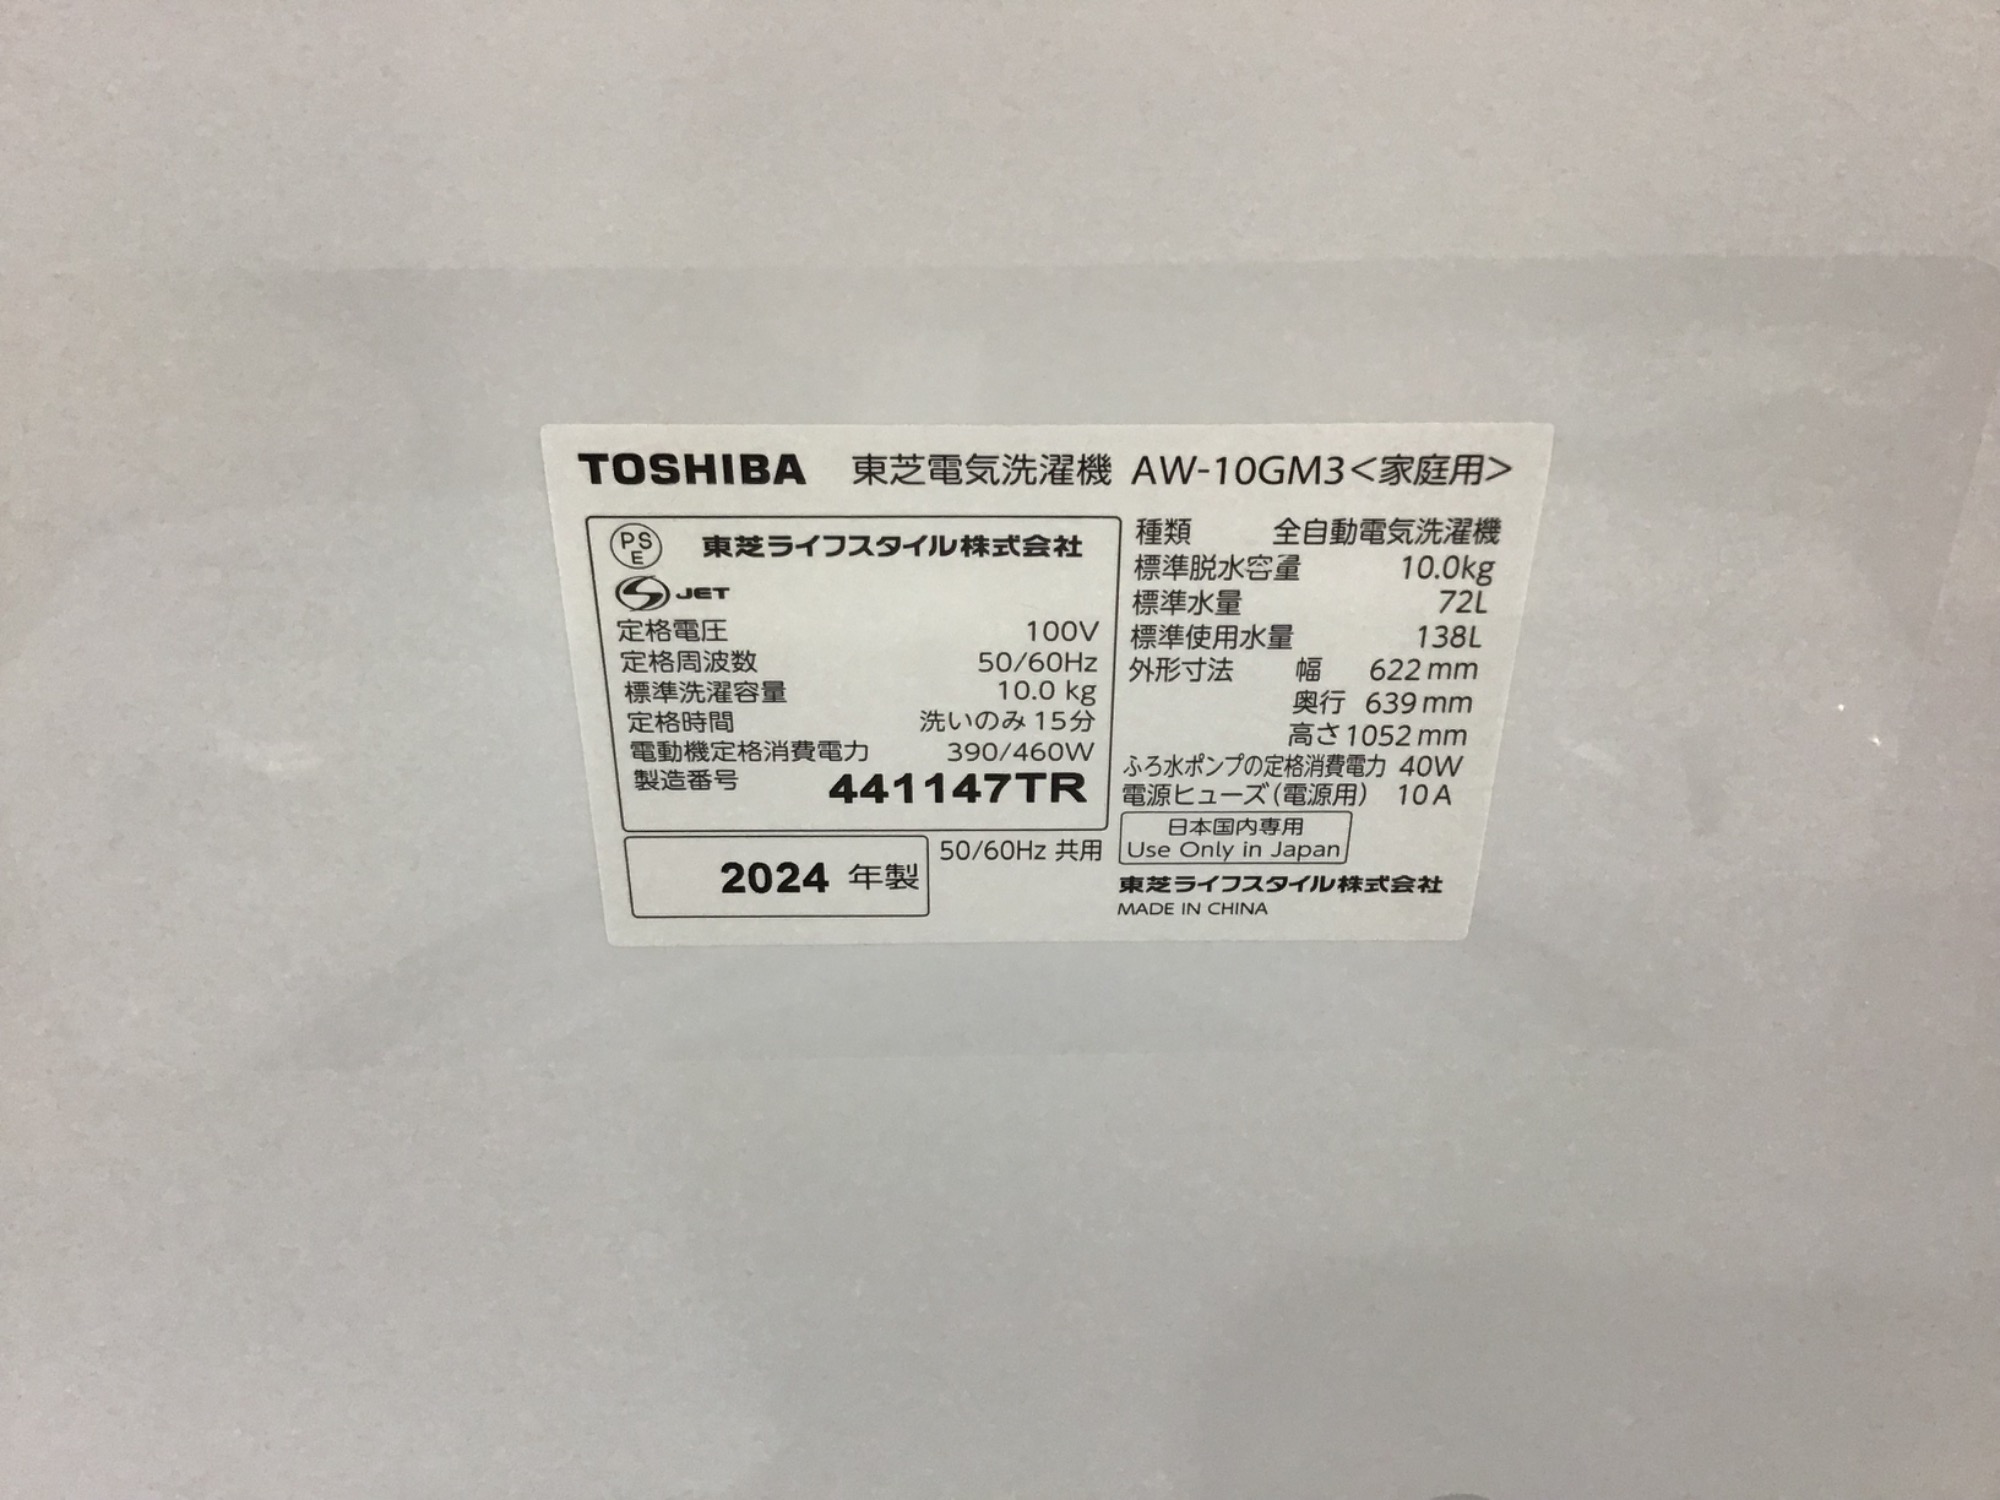 TOSHIBA 東芝電気洗濯機 AW-10GM3<家庭用>
PSE 東芝ライフスタイル株式会社
S JET
定格電圧 100V
定格周波数 50/60Hz
標準洗濯容量 10.0 kg
定格時間 洗いのみ 15分
電動機定格消費電力 390/460W
製造番号 441147TR
2024 年製
50/60Hz 共用
種類 全自動電気洗濯機
標準脱水容量 10.0kg
標準水量 72L
標準使用水量 138L
外形寸法 幅 622 mm
奥行 639 mm
高さ 1052 mm
ふろ水ポンプの定格消費電力 40W
電源ヒューズ(電源用) 10 A
日本国内専用
Use Only in Japan
東芝ライフスタイル株式会社
MADE IN CHINA